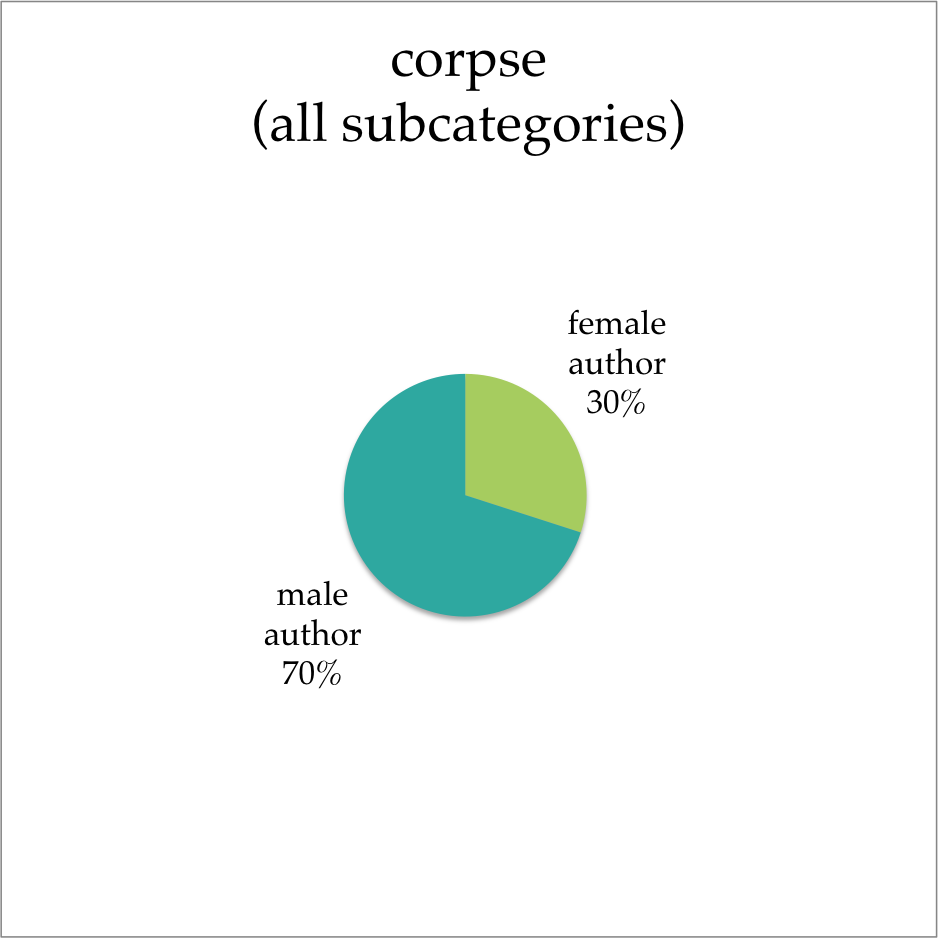 corpse
(all subcategories)
female
author
30%
male
author
70%